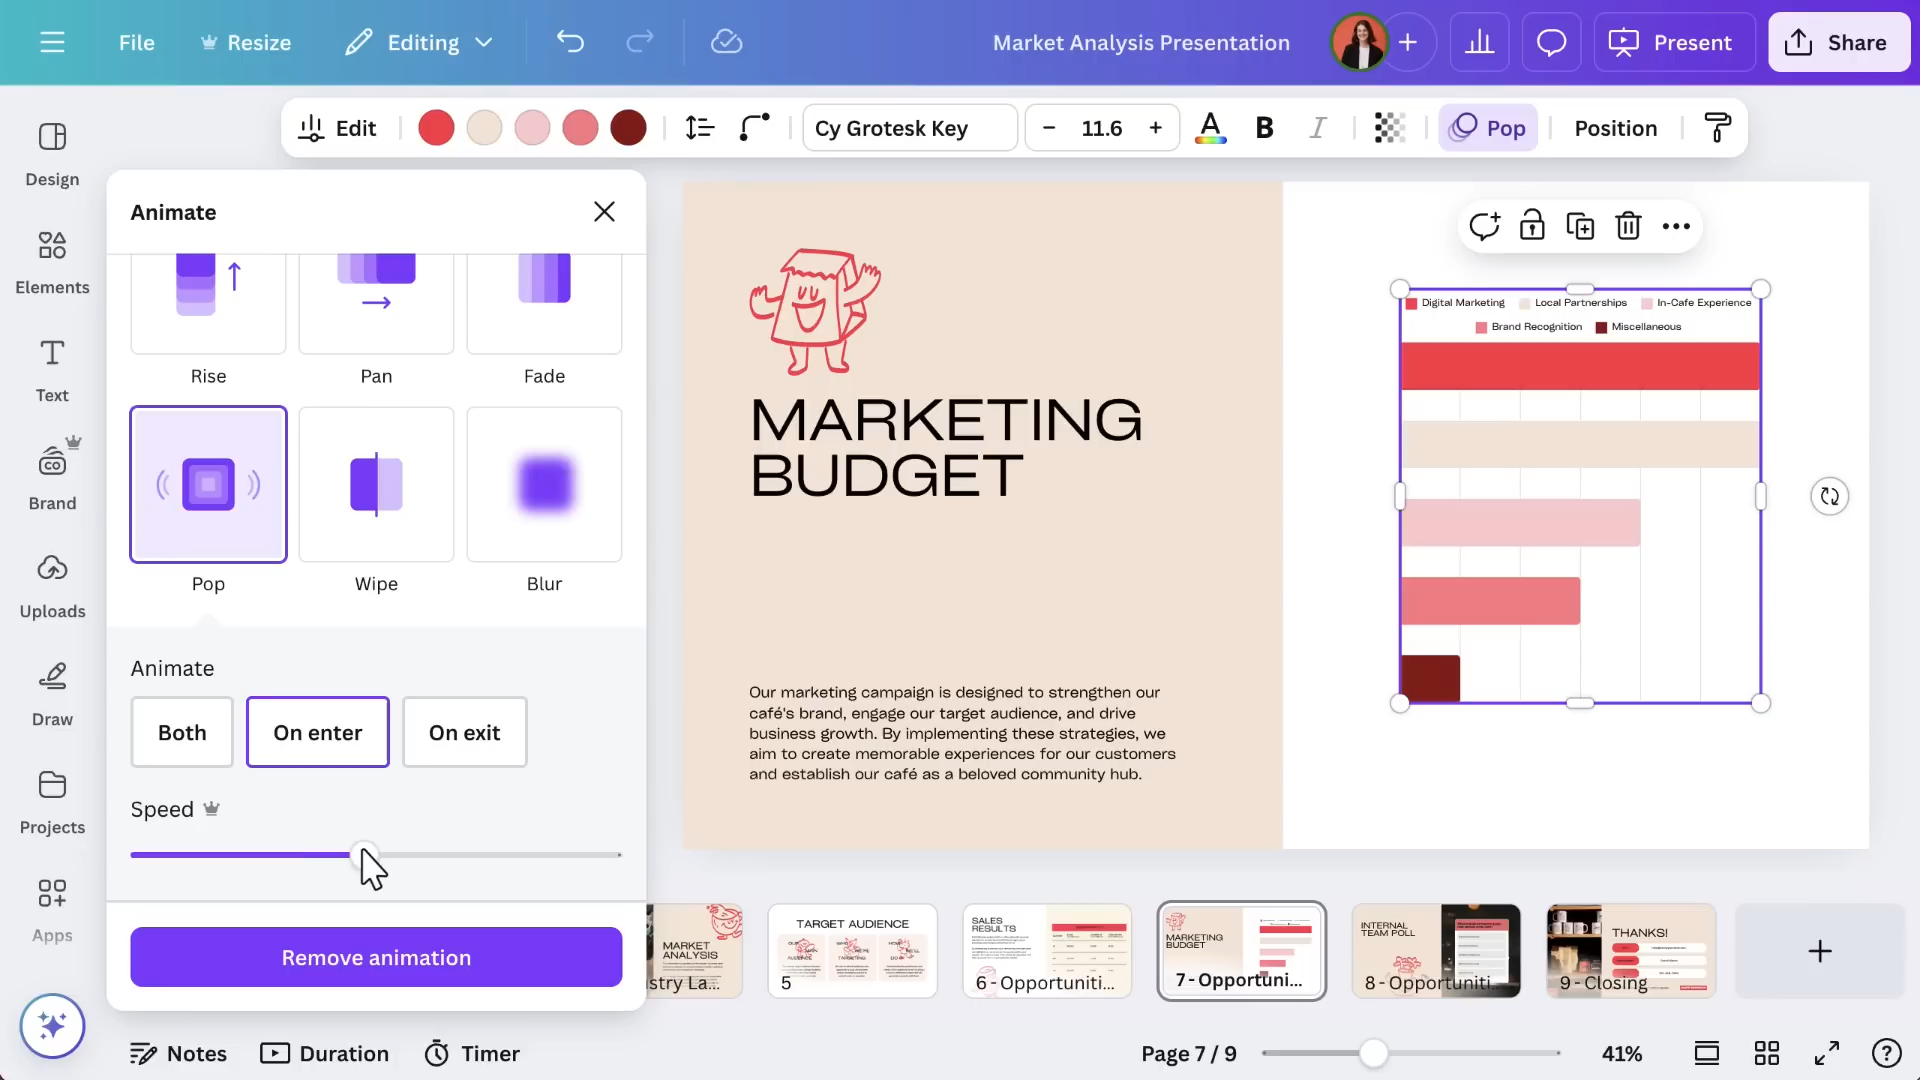 File
Resize
Editing
Market Analysis Presentation
Present
Share
Edit
Cy Grotesk Key
11.6
A
B
I
Pop
Position
Design
Elements
Text
CO
Brand
Uploads
Draw
Projects
Apps
Animate
Rise
Pan
Fade
Pop
Wipe
Blur
Animate
Both
On enter
On exit
Speed
Remove animation
MARKETING
BUDGET
Our marketing campaign is designed to strengthen our
café's brand, engage our target audience, and drive
business growth. By implementing these strategies, we
aim to create memorable experiences for our customers
and establish our café as a beloved community hub.
Digital Marketing
Local Partnerships
In-Cafe Experience
Brand Recognition
Miscellaneous
MARKET
ANALYSIS
stry La...
TARGET AUDIENCE
5
SALES
RESULTS
6 - Opportuniti...
MARKETING
BUDGET
7 - Opportuni...
INTERNAL
TEAM POLL
8 - Opportuniti...
THANKS!
9 - Closing
Notes
Duration
Timer
Page 7 / 9
41%